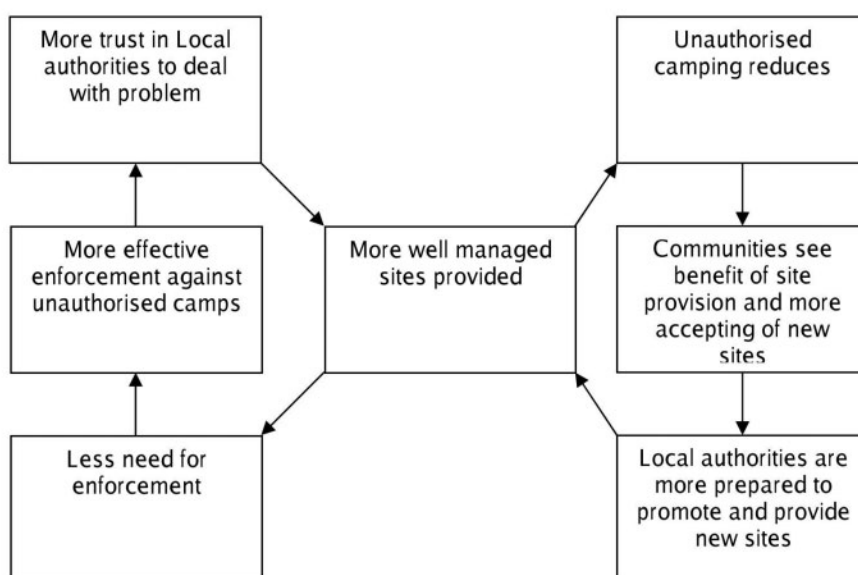 More trust in Local
authorities to deal
with problem
Unauthorised
camping reduces
More effective
enforcement against
unauthorised camps
More well managed
sites provided
Communities see
benefit of site
provision and more
accepting of new
sites
Less need for
enforcement
Local authorities are
more prepared to
promote and provide
new sites